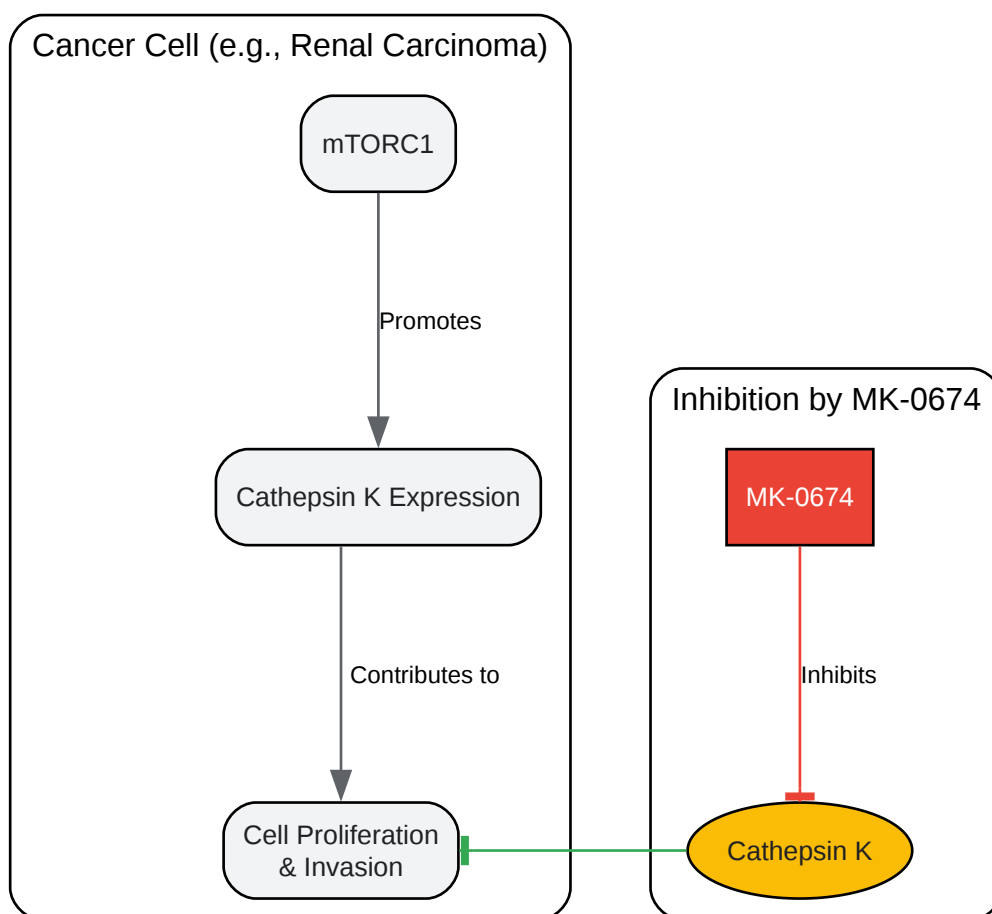 Cancer Cell (e.g., Renal Carcinoma)
mTORC1
Promotes
Cathepsin K Expression
Contributes to
Cell Proliferation
& Invasion
Inhibition by MK-0674
MK-0674
Inhibits
Cathepsin K